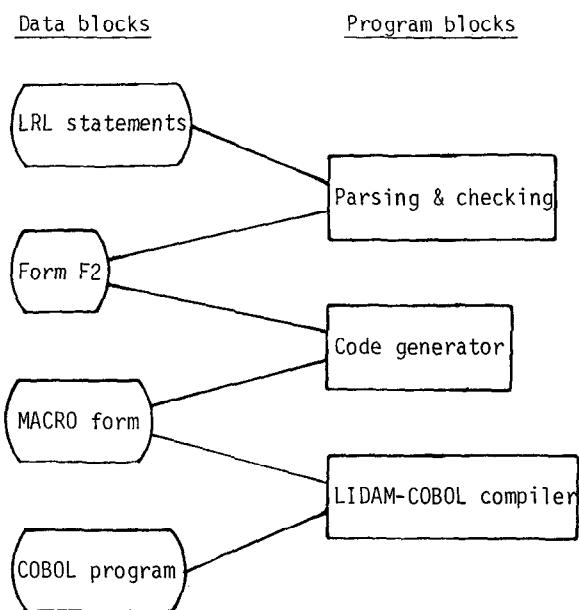 Data blocks
Program blocks
LRL statements
Parsing & checking
Form F2
Code generator
MACRO form
LIDAM-COBOL compiler
COBOL program